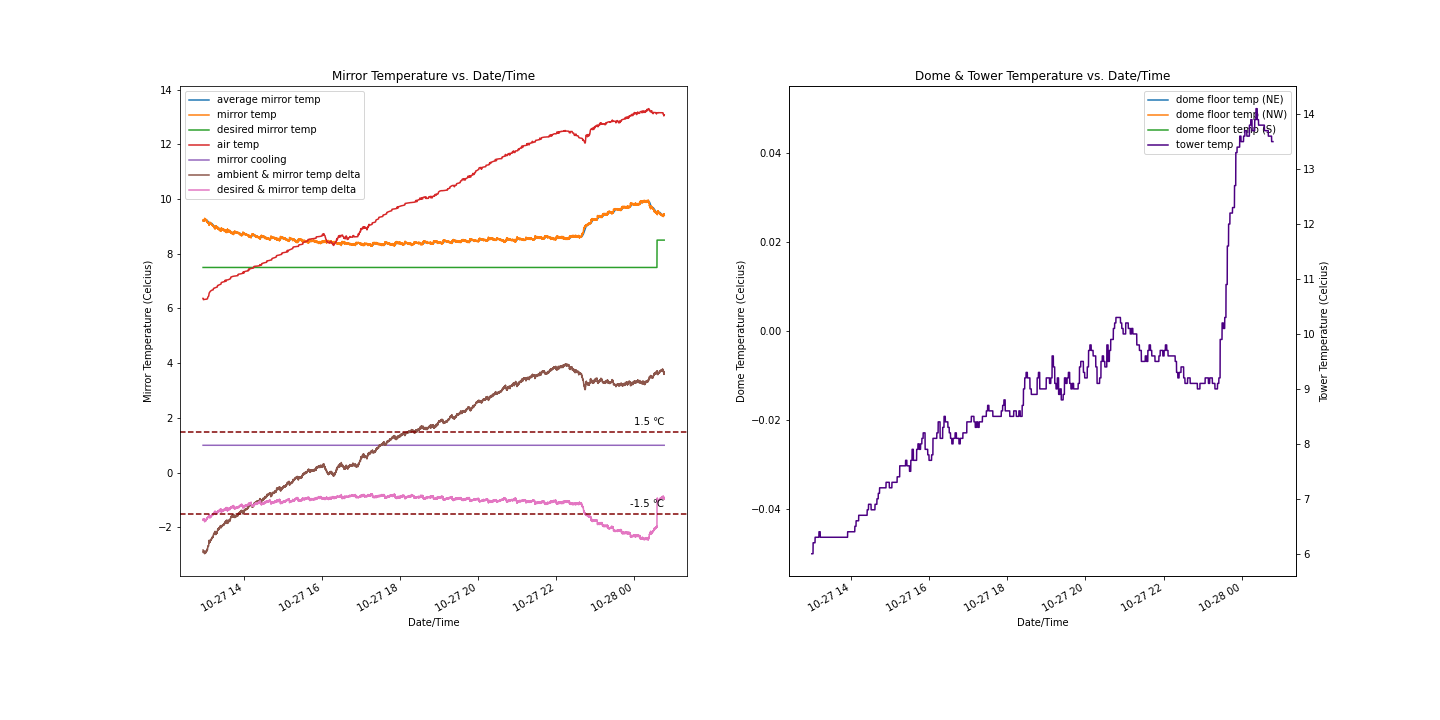 Mirror Temperature vs. Date/Time
Mirror Temperature (Celcius)
14
12
10
8
6
4
2
0
−2
average mirror temp
mirror temp
desired mirror temp
air temp
mirror cooling
ambient & mirror temp delta
desired & mirror temp delta
1.5 °C
-1.5 °C
10-27 14
10-27 16
10-27 18
10-27 20
10-27 22
10-28 00
Date/Time
Dome & Tower Temperature vs. Date/Time
Dome Temperature (Celcius)
0.04
0.02
0.00
−0.02
−0.04
dome floor temp (NE)
dome floor temp (NW)
dome floor temp (S)
tower temp
14
13
12
11
10
9
8
7
6
Tower Temperature (Celcius)
10-27 14
10-27 16
10-27 18
10-27 20
10-27 22
10-28 00
Date/Time